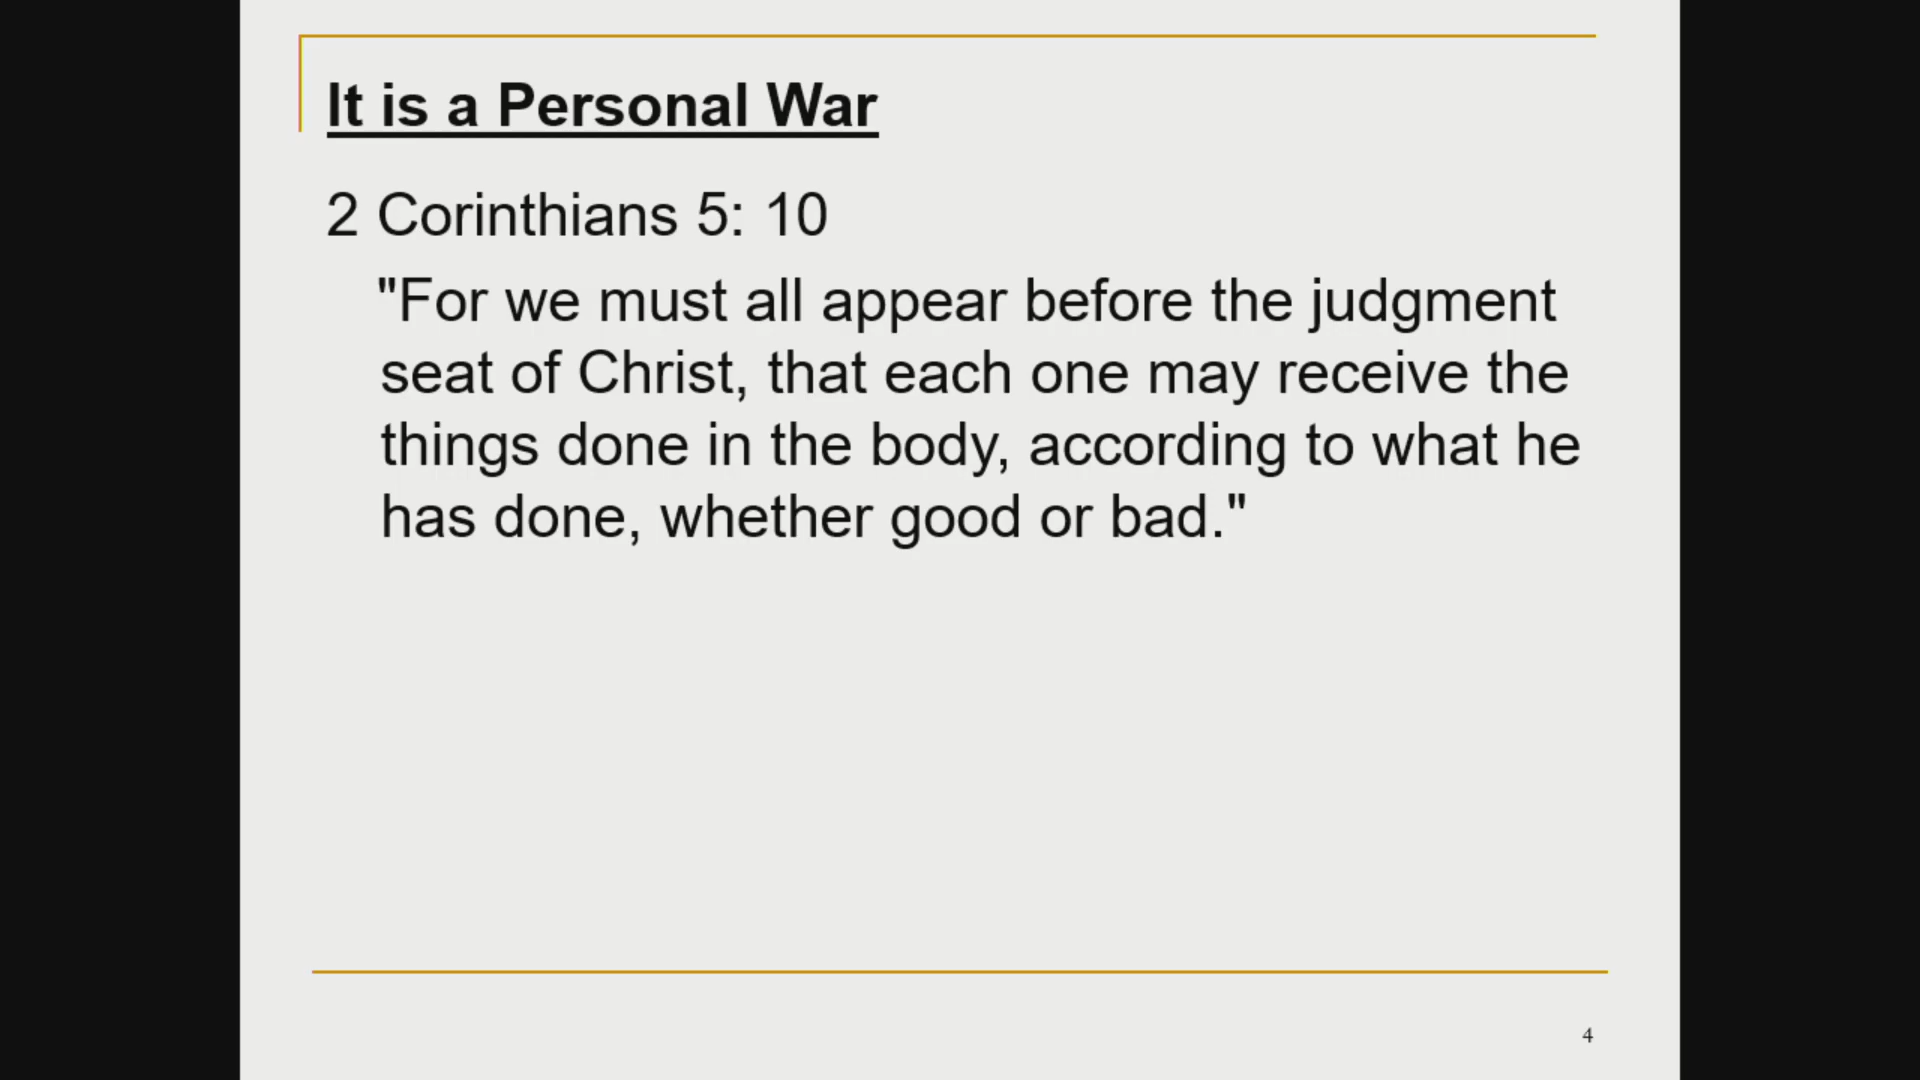 It is a Personal War
2 Corinthians 5: 10
"For we must all appear before the judgment
seat of Christ, that each one may receive the
things done in the body, according to what he
has done, whether good or bad."
4